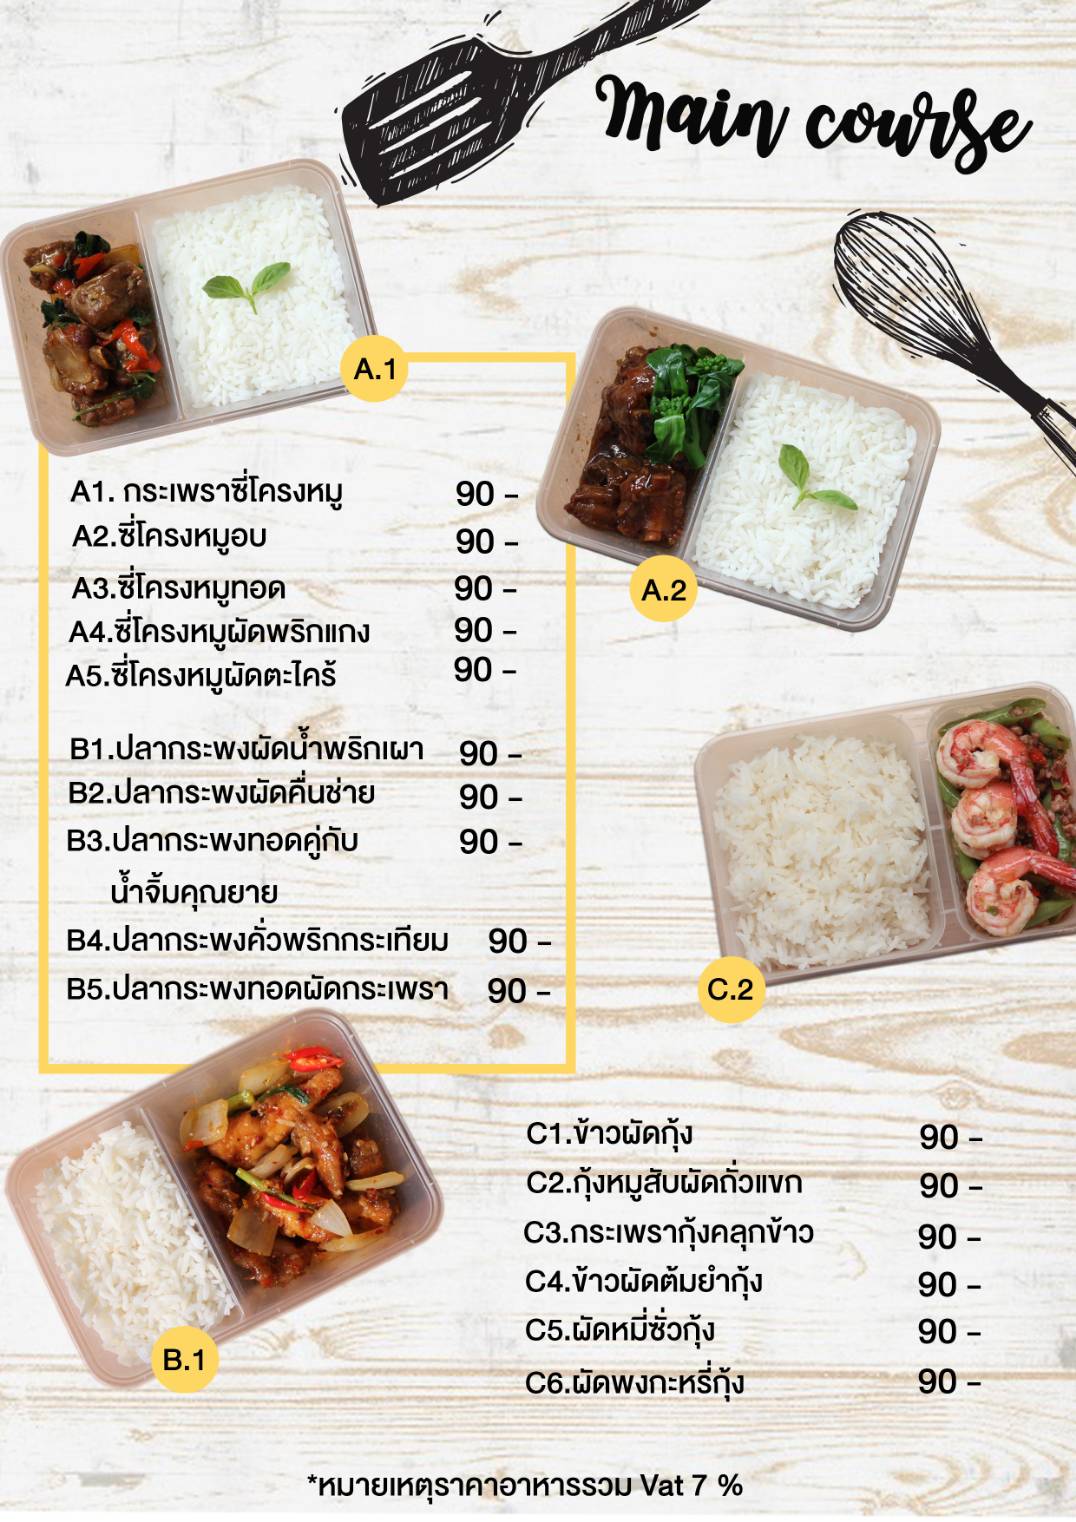 Main course
A.1
A1. กระเพราซี่โครงหมู 90 -
A2.ซี่โครงหมูอบ 90 -
A3.ซี่โครงหมูทอด 90 -
A4.ซี่โครงหมูผัดพริกแกง 90 -
A5.ซี่โครงหมูผัดตะไคร้ 90 -
A.2
B1.ปลากระพงผัดน้ำพริกเผา 90 -
B2.ปลากระพงผัดคื่นช่าย 90 -
B3.ปลากระพงทอดคู่กับ 90 -
น้ำจิ้มคุณยาย
B4.ปลากระพงคั่วพริกกระเทียม 90 -
B5.ปลากระพงทอดผัดกระเพรา 90 -
C.2
B.1
C1.ข้าวผัดกุ้ง 90 -
C2.กุ้งหมูสับผัดถั่วแขก 90 -
C3.กระเพรากุ้งคลุกข้าว 90 -
C4.ข้าวผัดต้มยำกุ้ง 90 -
C5.ผัดหมี่ซั่วกุ้ง 90 -
C6.ผัดพงกะหรี่กุ้ง 90 -
*หมายเหตุราคาอาหารรวม Vat 7 %